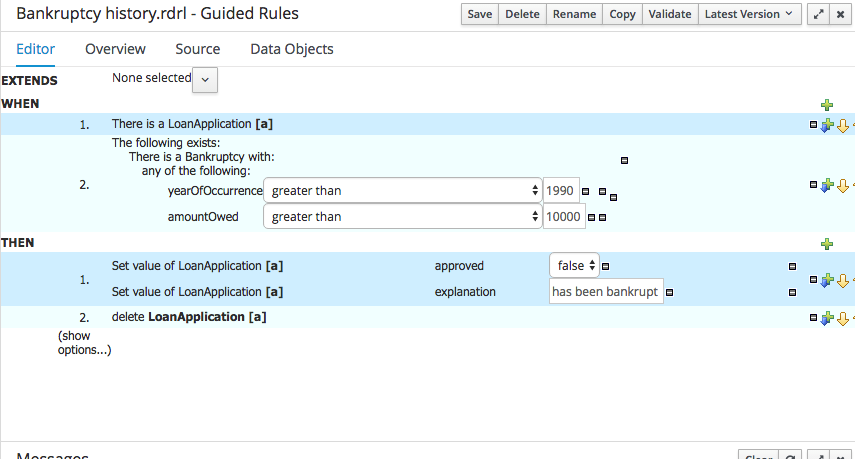 Bankruptcy history.rdrl - Guided Rules Save Delete Rename Copy Validate Latest Version
Editor Overview Source Data Objects
EXTENDS None selected
WHEN
1. There is a LoanApplication [a]
The following exists:
There is a Bankruptcy with:
any of the following:
2.
yearOfOccurrence greater than 1990
amountOwed greater than 10000
THEN
Set value of LoanApplication [a] approved false
1.
Set value of LoanApplication [a] explanation has been bankrupt
2. delete LoanApplication [a]
(show
options...)
Messages Clear